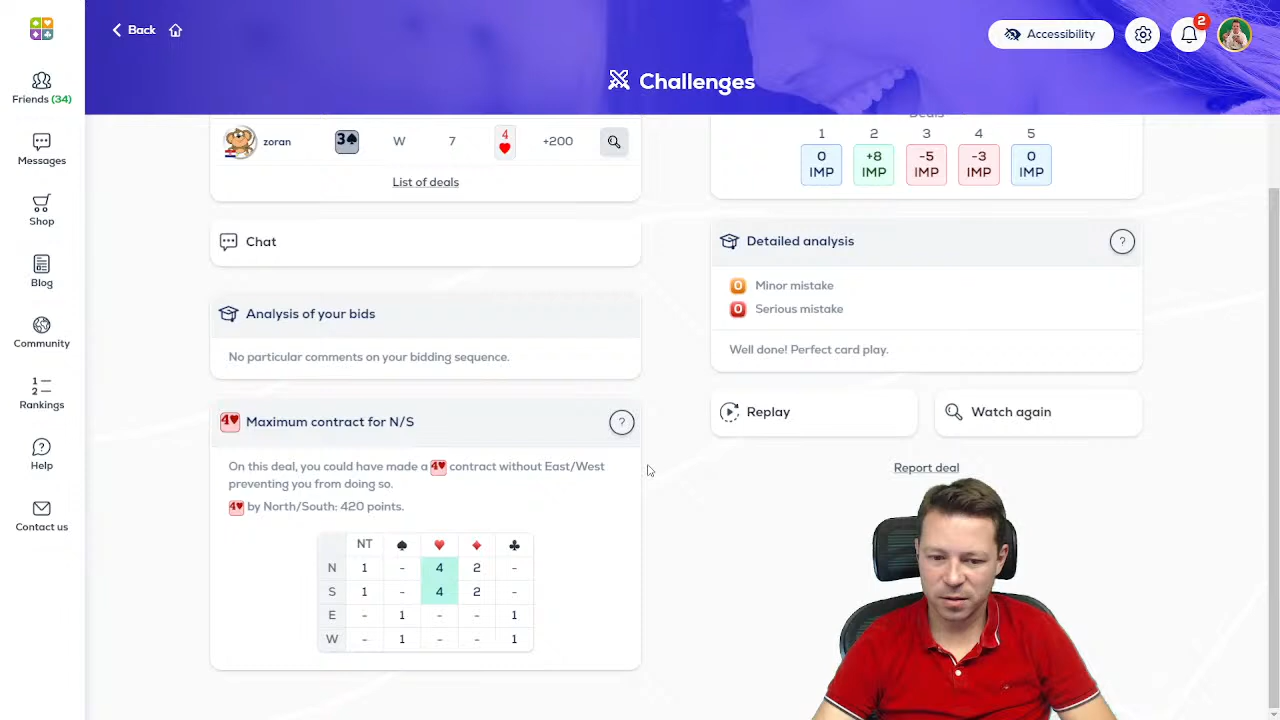 Back
Accessibility
2
Challenges
Friends (34)
Messages
Shop
Blog
Community
1
2
Rankings
Help
Contact us
zoran
3♠
W
7
4
♥
+200
List of deals
Deals
1
2
3
4
5
0
IMP
+8
IMP
-5
IMP
-3
IMP
0
IMP
Chat
Detailed analysis
?
0 Minor mistake
0 Serious mistake
Well done! Perfect card play.
Analysis of your bids
No particular comments on your bidding sequence.
4♥ Maximum contract for N/S
?
On this deal, you could have made a 4♥ contract without East/West
preventing you from doing so.
4♥ by North/South: 420 points.
NT ♠ ♥ ♦ ♣
N 1 - 4 2 -
S 1 - 4 2 -
E - 1 - - 1
W - 1 - - 1
Replay
Watch again
Report deal